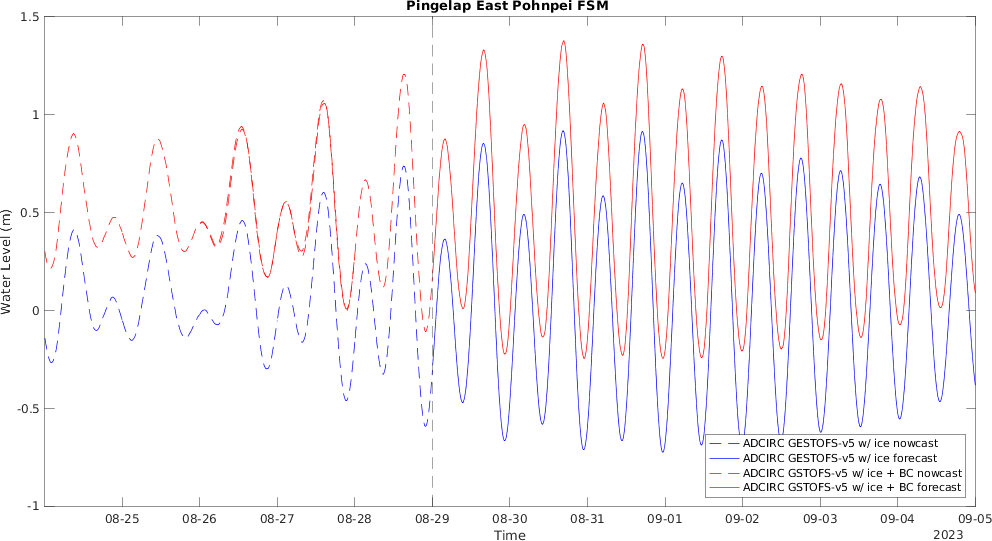 Pingelap East Pohnpei FSM
1.5
1
0.5
0
-0.5
-1
Water Level (m)
08-25 08-26 08-27 08-28 08-29 08-30 08-31 09-01 09-02 09-03 09-04 09-05
Time
2023
ADCIRC GESTOFS-v5 w/ ice nowcast
ADCIRC GESTOFS-v5 w/ ice forecast
ADCIRC GSTOFS-v5 w/ ice + BC nowcast
ADCIRC GSTOFS-v5 w/ ice + BC forecast